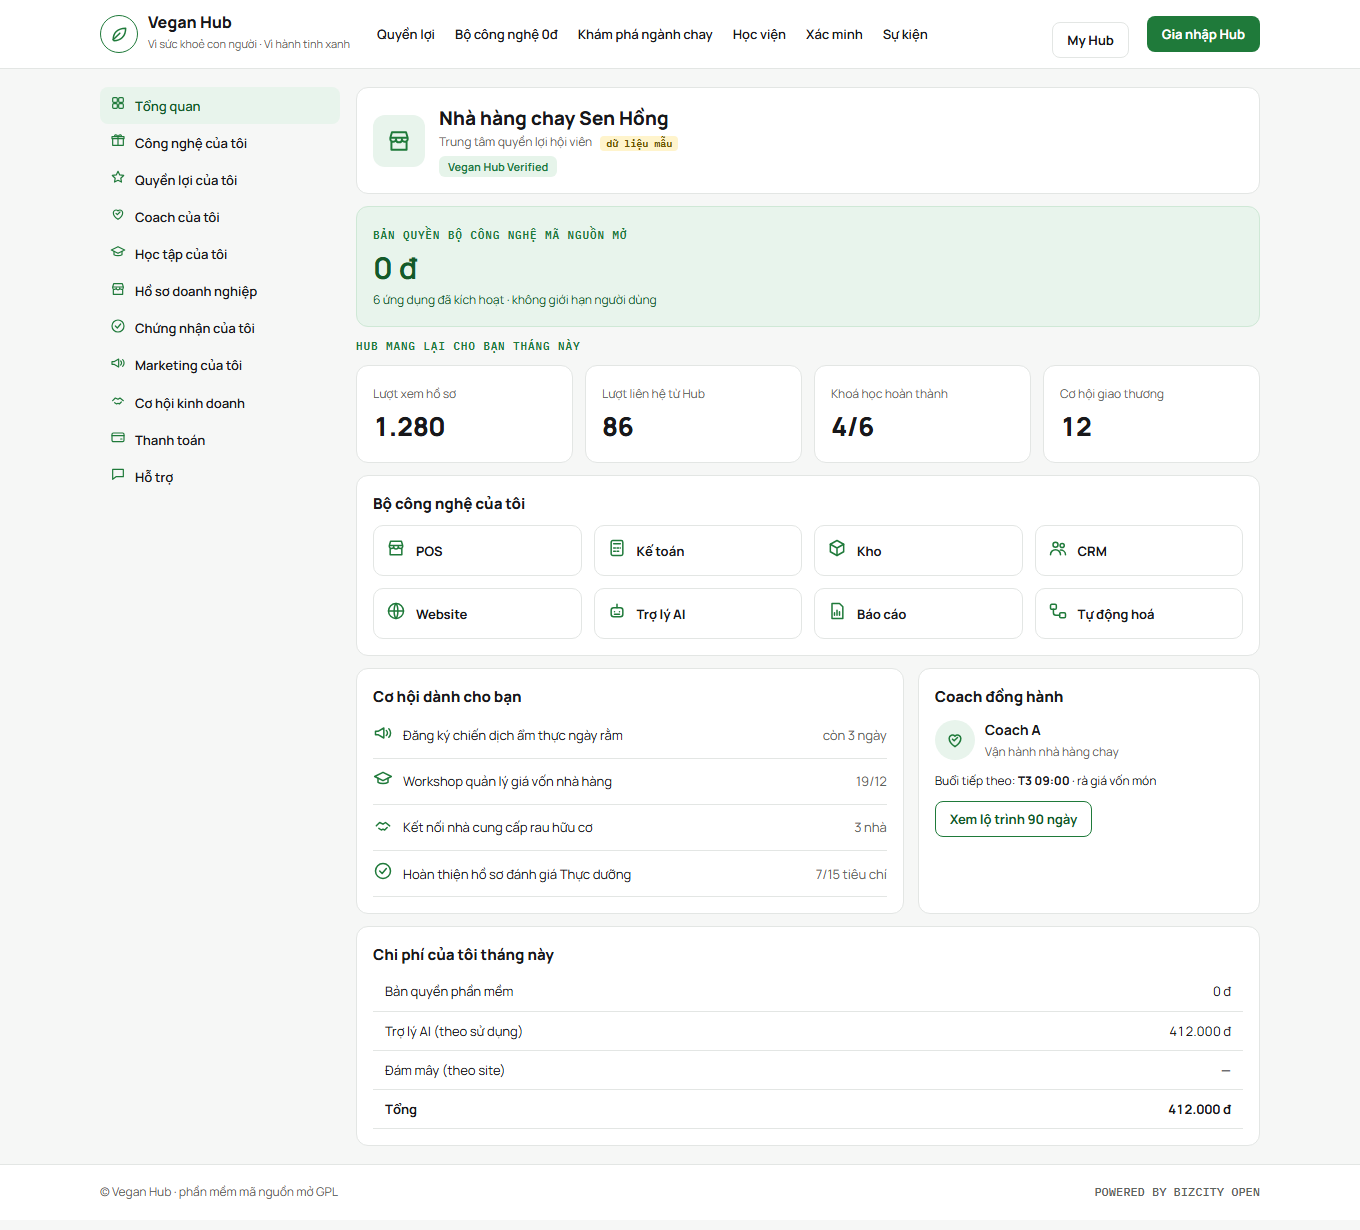 Vegan Hub
Vì sức khoẻ con người · Vì hành tinh xanh
Quyền lợi
Bộ công nghệ 0đ
Khám phá ngành chay
Học viện
Xác minh
Sự kiện
My Hub
Gia nhập Hub
Tổng quan
Công nghệ của tôi
Quyền lợi của tôi
Coach của tôi
Học tập của tôi
Hồ sơ doanh nghiệp
Chứng nhận của tôi
Marketing của tôi
Cơ hội kinh doanh
Thanh toán
Hỗ trợ
Nhà hàng chay Sen Hồng
Trung tâm quyền lợi hội viên dữ liệu mẫu
Vegan Hub Verified
BẢN QUYỀN BỘ CÔNG NGHỆ MÃ NGUỒN MỞ
0 đ
6 ứng dụng đã kích hoạt · không giới hạn người dùng
HUB MANG LẠI CHO BẠN THÁNG NÀY
Lượt xem hồ sơ
1.280
Lượt liên hệ từ Hub
86
Khoá học hoàn thành
4/6
Cơ hội giao thương
12
Bộ công nghệ của tôi
POS
Kế toán
Kho
CRM
Website
Trợ lý AI
Báo cáo
Tự động hoá
Cơ hội dành cho bạn
Đăng ký chiến dịch ẩm thực ngày rằm còn 3 ngày
Workshop quản lý giá vốn nhà hàng 19/12
Kết nối nhà cung cấp rau hữu cơ 3 nhà
Hoàn thiện hồ sơ đánh giá Thực dưỡng 7/15 tiêu chí
Coach đồng hành
Coach A
Vận hành nhà hàng chay
Buổi tiếp theo: T3 09:00 · rà giá vốn món
Xem lộ trình 90 ngày
Chi phí của tôi tháng này
Bản quyền phần mềm 0 đ
Trợ lý AI (theo sử dụng) 412.000 đ
Đám mây (theo site) —
Tổng 412.000 đ
© Vegan Hub · phần mềm mã nguồn mở GPL
POWERED BY BIZCITY OPEN